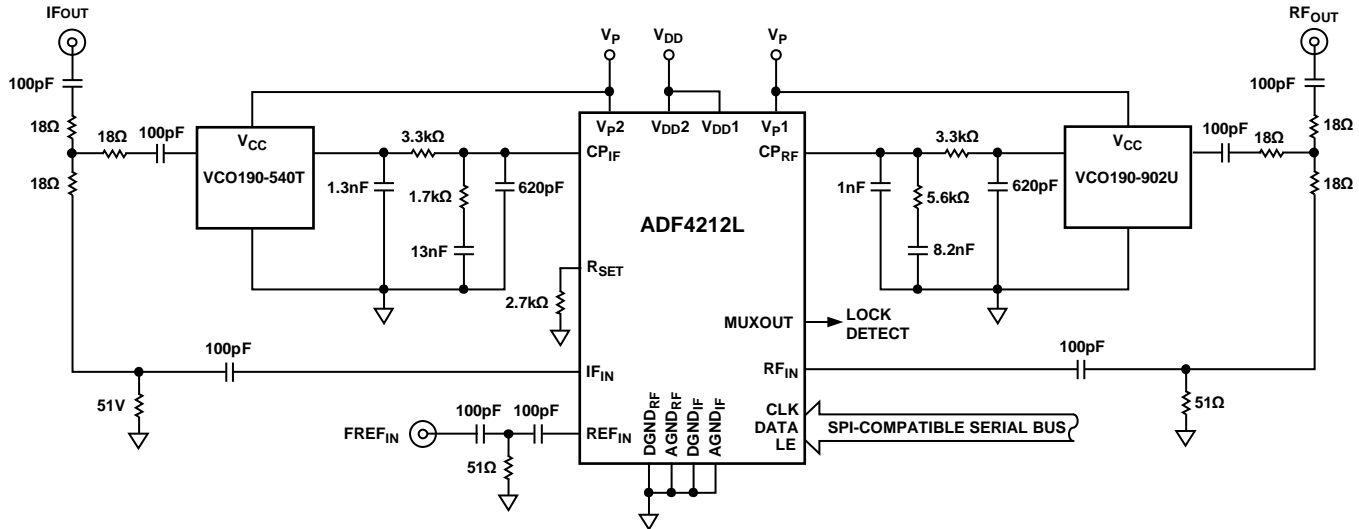 IFOUT
RFOUT
VP
VDD
VP
100pF
100pF
18Ω
18Ω
100pF
VCC
VP2
VDD2
VDD1
VP1
3.3kΩ
CPIF
CPRF
3.3kΩ
VCC
100pF
18Ω
18Ω
18Ω
VCO190-540T
1.3nF
1.7kΩ
620pF
13nF
ADF4212L
1nF
5.6kΩ
620pF
8.2nF
VCO190-902U
18Ω
RSET
2.7kΩ
MUXOUT
LOCK
DETECT
100pF
IFIN
RFIN
100pF
51V
51Ω
FREFIN
100pF
100pF
REFIN
51Ω
DGNDRF
AGNDRF
DGNDIF
AGNDIF
CLK
DATA
LE
SPI-COMPATIBLE SERIAL BUS